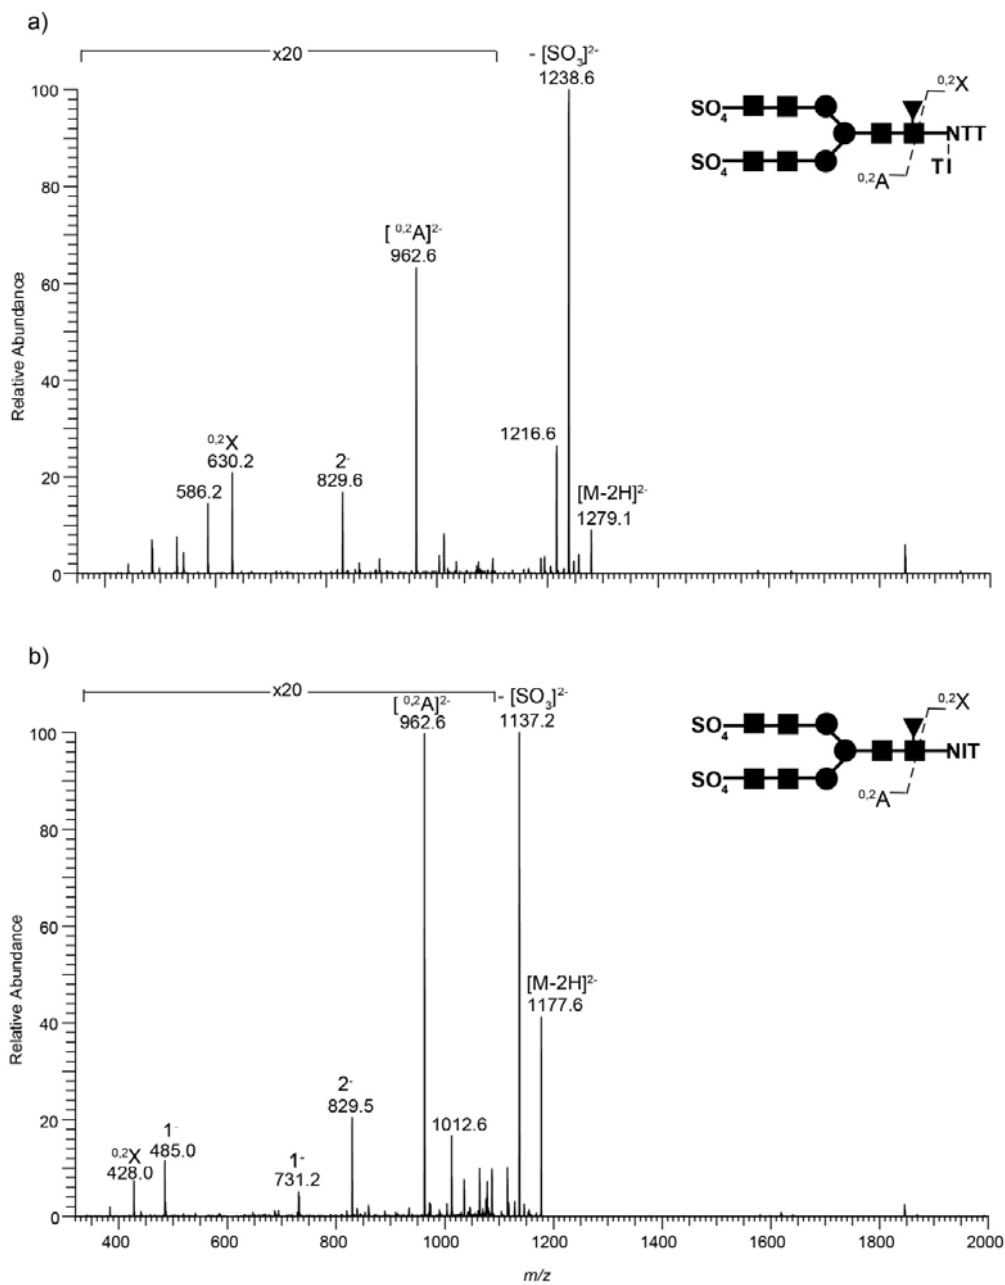 a)
x20
- [SO3]2-
1238.6
100
80
60
40
20
0
Relative Abundance
[ 0,2A]2-
962.6
0,2X
630.2
586.2
2-
829.6
1216.6
[M-2H]2-
1279.1
SO4
SO4
0,2X
NTT
TI
0,2A
b)
x20
[ 0,2A]2-
962.6
- [SO3]2-
1137.2
100
80
60
40
20
0
Relative Abundance
[M-2H]2-
1177.6
2-
829.5
1012.6
1-
485.0
0,2X
428.0
1-
731.2
SO4
SO4
0,2X
NIT
0,2A
400 600 800 1000 1200 1400 1600 1800 2000
m/z